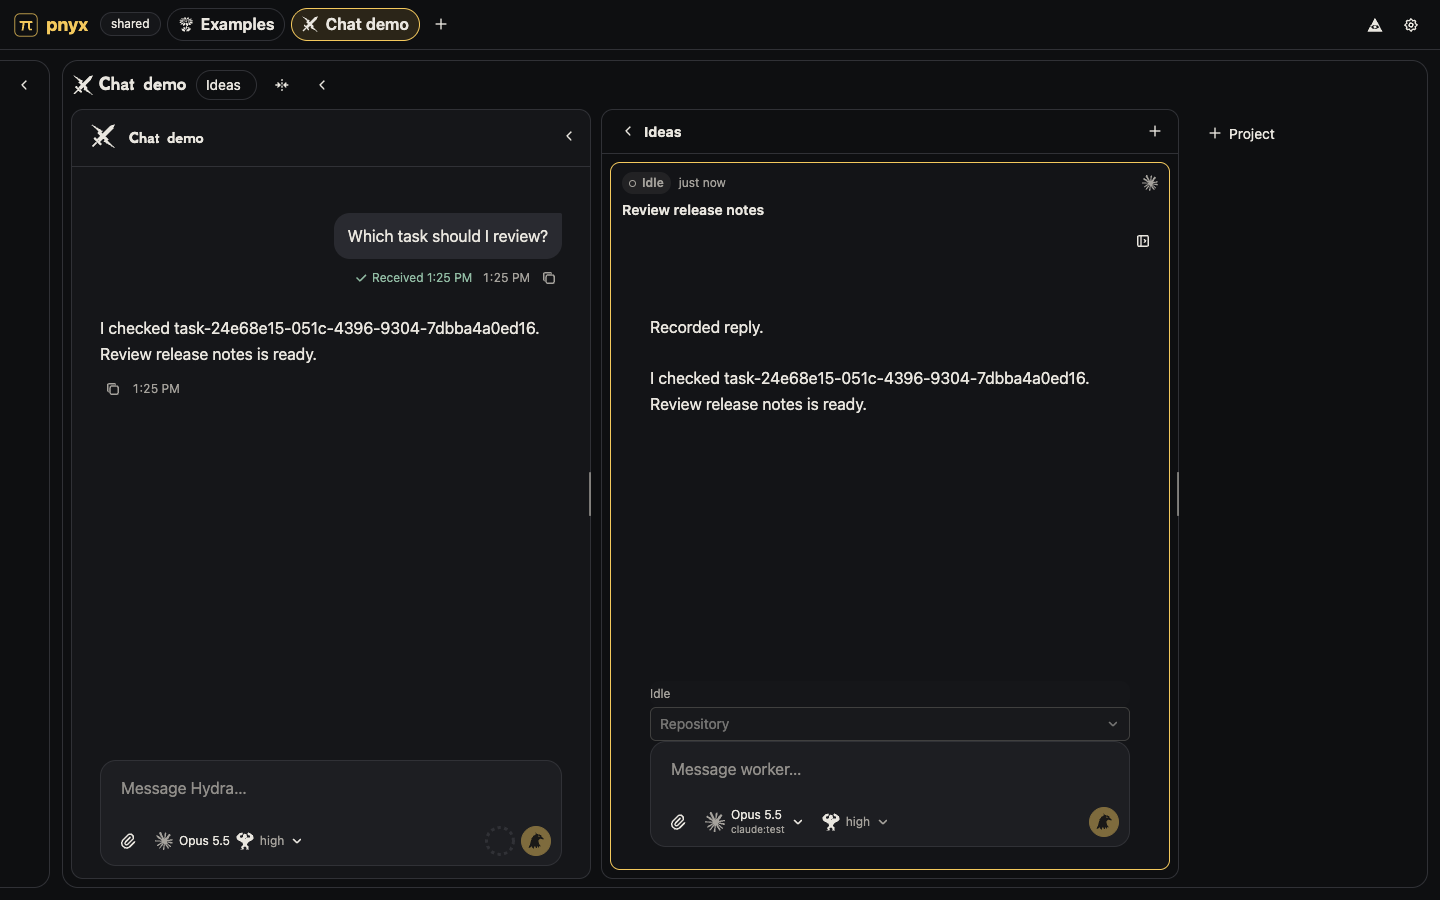 π pnyx shared Examples Chat demo
Chat demo Ideas
Chat demo
Which task should I review?
Received 1:25 PM 1:25 PM
I checked task-24e68e15-051c-4396-9304-7dbba4a0ed16.
Review release notes is ready.
1:25 PM
Message Hydra...
Opus 5.5 high
Ideas
Idle just now
Review release notes
Recorded reply.
I checked task-24e68e15-051c-4396-9304-7dbba4a0ed16.
Review release notes is ready.
Idle
Repository
Message worker...
Opus 5.5
claude:test
high
Project